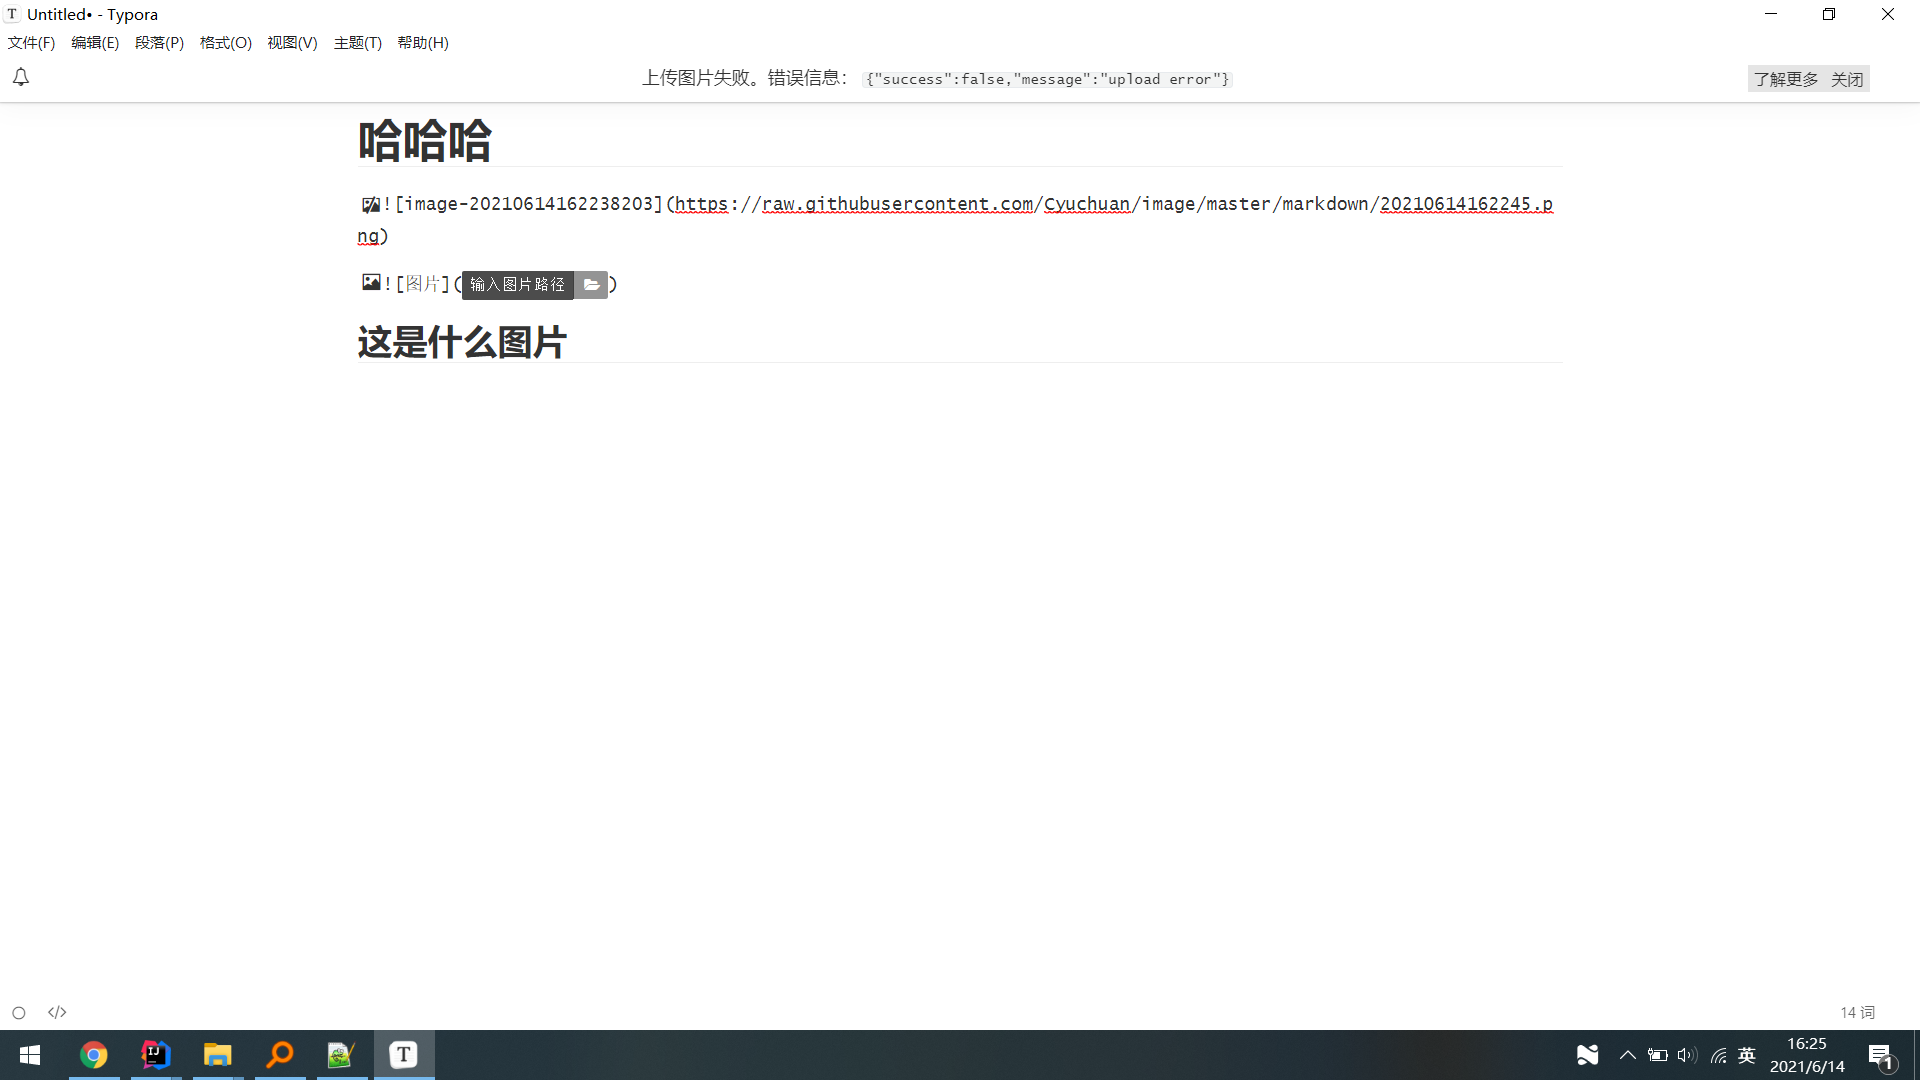 T Untitled• - Typora
文件(F) 编辑(E) 段落(P) 格式(O) 视图(V) 主题(T) 帮助(H)
上传图片失败。错误信息： {"success":false,"message":"upload error"}
了解更多 关闭
哈哈哈
![image-20210614162238203](https://raw.githubusercontent.com/Cyuchuan/image/master/markdown/20210614162245.p
ng)
![图片](输入图片路径)
这是什么图片
</> 14 词
IJ T 英 16:25
2021/6/14 1